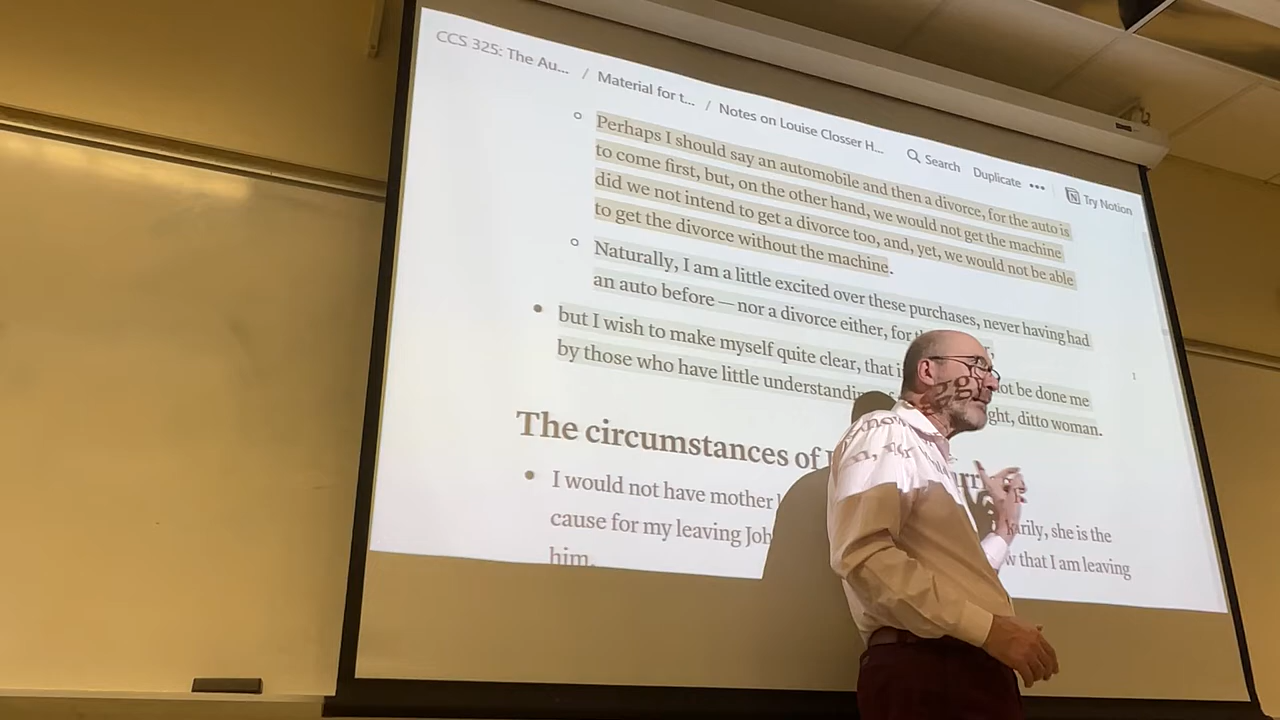 CCS 325: The Au... / Material for t... / Notes on Louise Closser H...
Search Duplicate ••• Try Notion
Perhaps I should say an automobile and then a divorce, for the auto is
to come first, but, on the other hand, we would not get the machine
did we not intend to get a divorce too, and, yet, we would not be able
to get the divorce without the machine.
Naturally, I am a little excited over these purchases, never having had
an auto before — nor a divorce either, for
but I wish to make myself quite clear, that not be done me
by those who have little understanding ght, ditto woman.
The circumstances of
I would not have mother she is the
cause for my leaving that I am leaving
him.
1